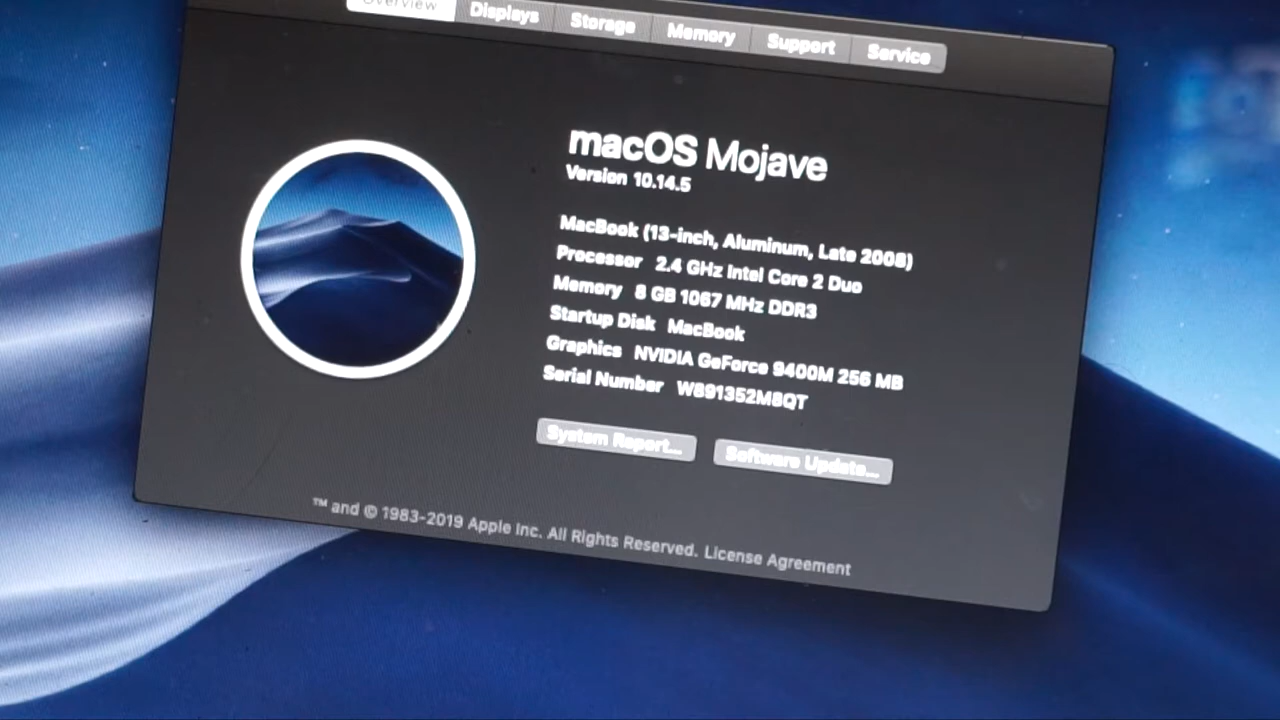 Overview Displays Storage Memory Support Service
macOS Mojave
Version 10.14.5
MacBook (13-inch, Aluminum, Late 2008)
Processor 2.4 GHz Intel Core 2 Duo
Memory 8 GB 1067 MHz DDR3
Startup Disk MacBook
Graphics NVIDIA GeForce 9400M 256 MB
Serial Number W891352M8QT
System Report... Software Update...
™ and © 1983-2019 Apple Inc. All Rights Reserved. License Agreement